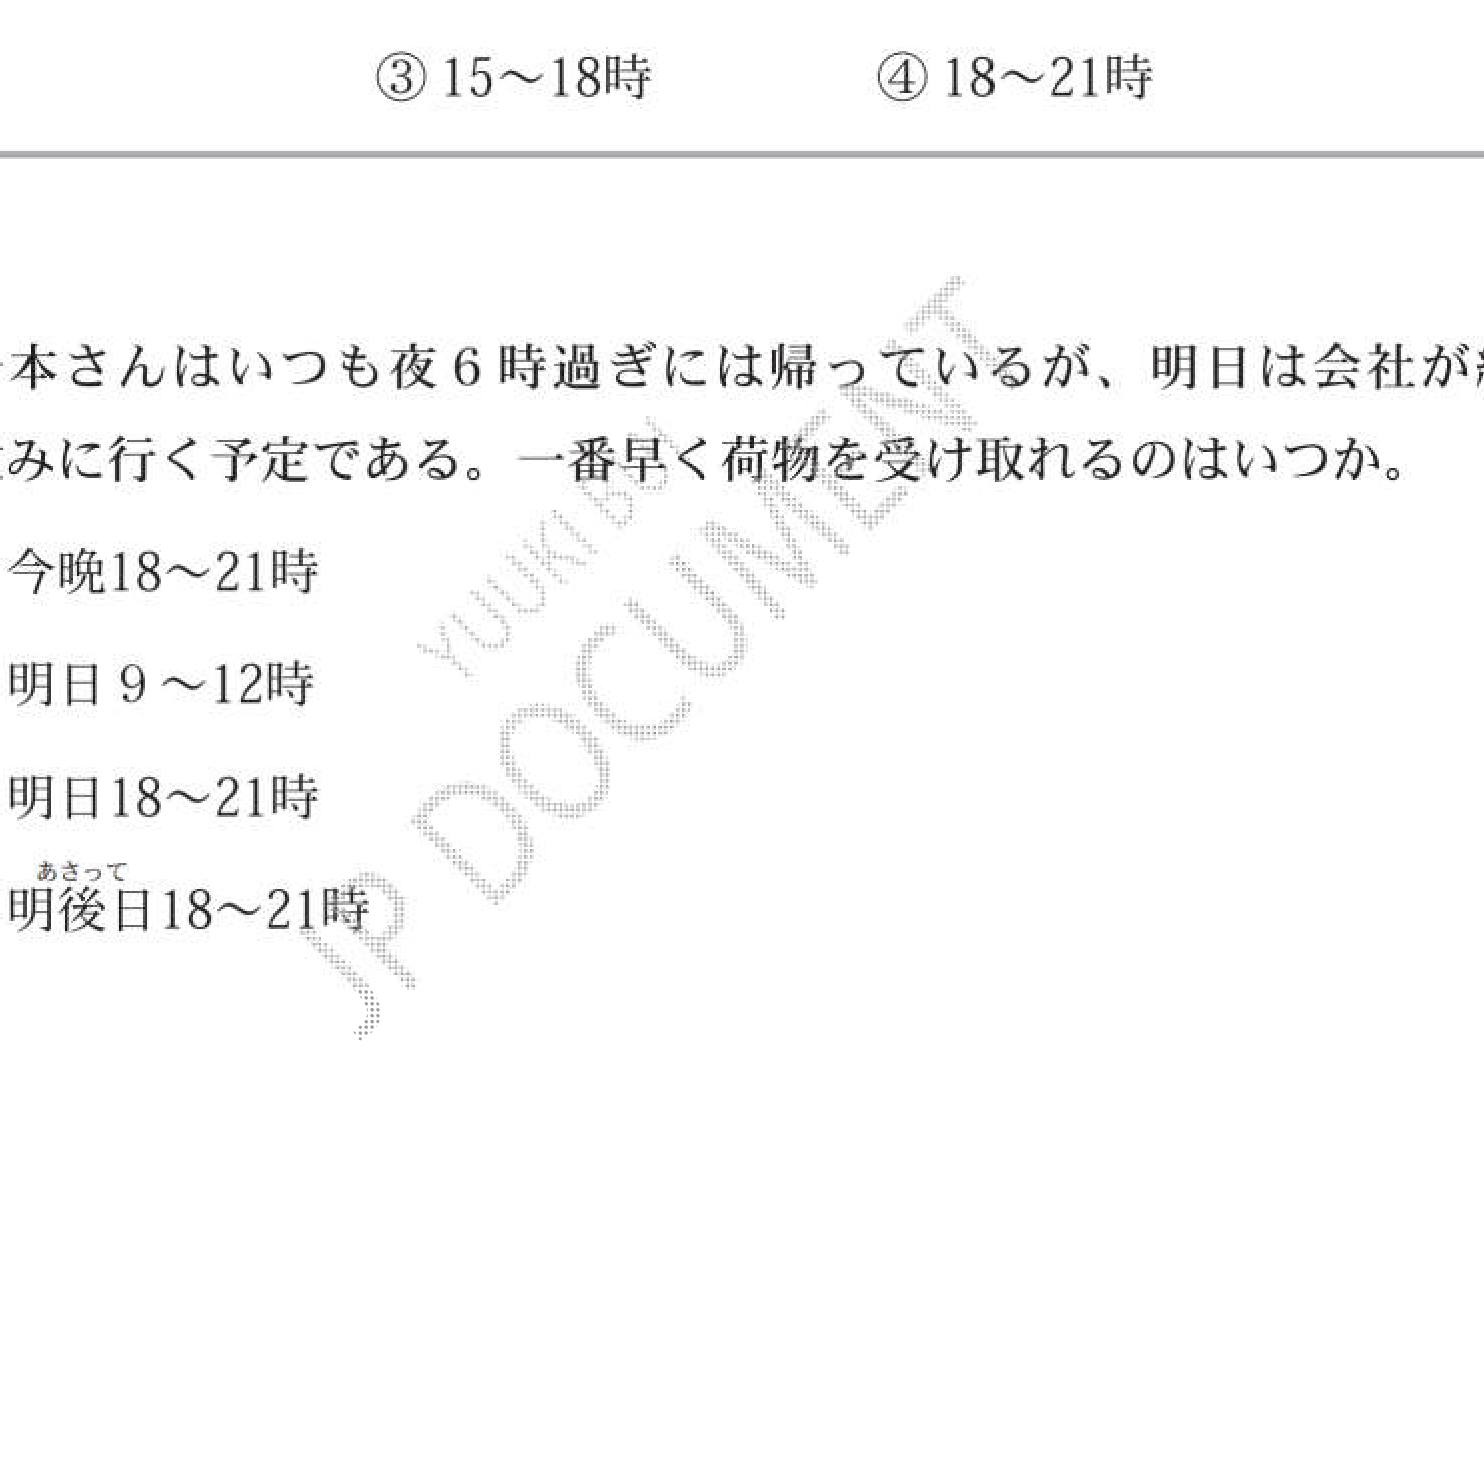 ③ 15～18時 ④ 18～21時
本さんはいつも夜6時過ぎには帰っているが、明日は会社が
みに行く予定である。一番早く荷物を受け取れるのはいつか。
今晩18～21時
明日9～12時
明日18～21時
あさって
明後日18～21時
YUUKI BUI
JP DOCUMENT